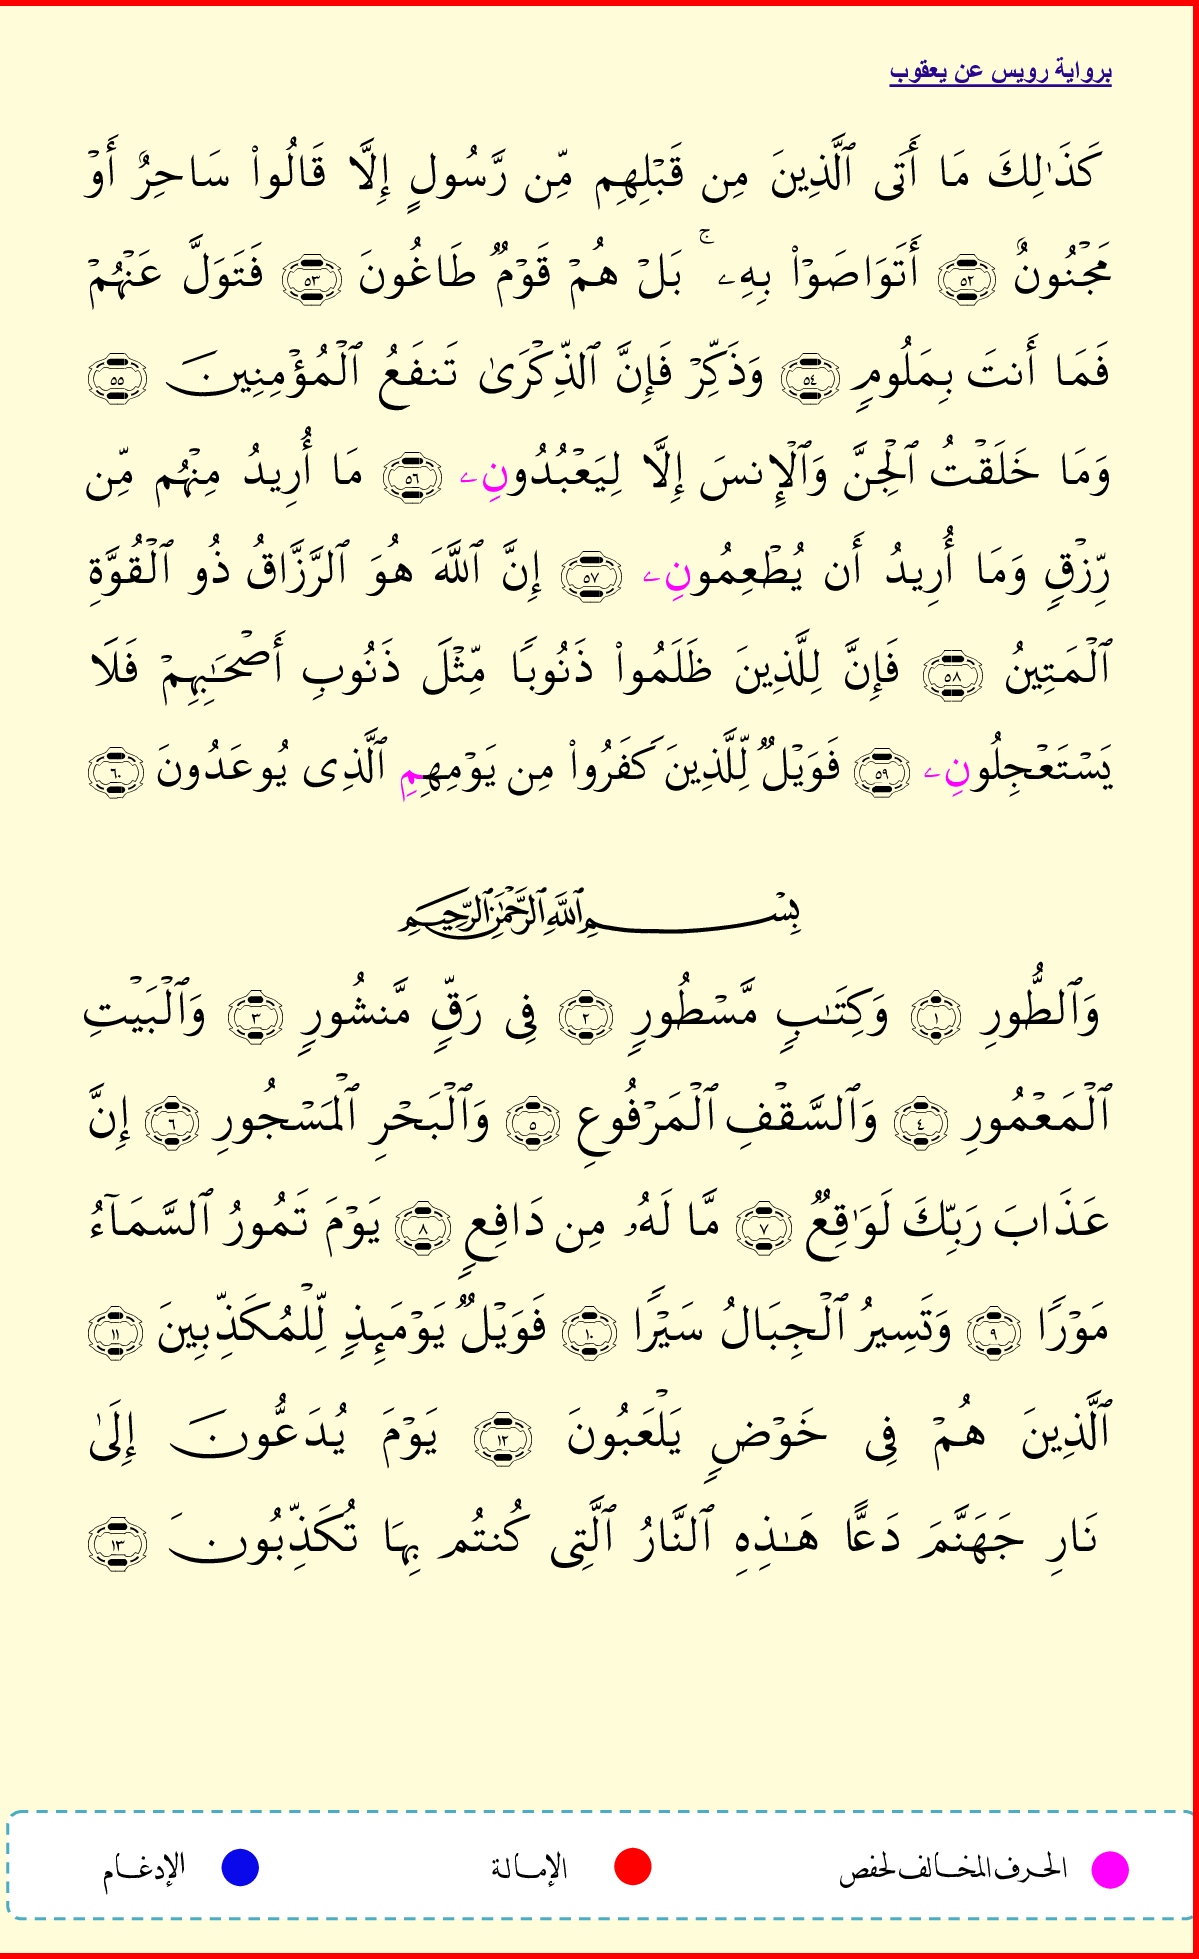 برواية رويس عن يعقوب
كَذَٰلِكَ مَا أَتَى ٱلَّذِينَ مِن قَبْلِهِم مِّن رَّسُولٍ إِلَّا قَالُواْ سَاحِرٌ أَوْ
مَجْنُونٌ ٥٢ أَتَوَاصَوْاْ بِهِۦ ۚ بَلْ هُمْ قَوْمٌ طَاغُونَ ٥٣ فَتَوَلَّ عَنْهُمْ
فَمَا أَنتَ بِمَلُومٍ ٥٤ وَذَكِّرْ فَإِنَّ ٱلذِّكْرَىٰ تَنفَعُ ٱلْمُؤْمِنِينَ ٥٥
وَمَا خَلَقْتُ ٱلْجِنَّ وَٱلْإِنسَ إِلَّا لِيَعْبُدُونِۦ ٥٦ مَا أُرِيدُ مِنْهُم مِّن
رِّزْقٍ وَمَا أُرِيدُ أَن يُطْعِمُونِۦ ٥٧ إِنَّ ٱللَّهَ هُوَ ٱلرَّزَّاقُ ذُو ٱلْقُوَّةِ
ٱلْمَتِينُ ٥٨ فَإِنَّ لِلَّذِينَ ظَلَمُواْ ذَنُوبًا مِّثْلَ ذَنُوبِ أَصْحَـٰبِهِمْ فَلَا
يَسْتَعْجِلُونِۦ ٥٩ فَوَيْلٌ لِّلَّذِينَ كَفَرُواْ مِن يَوْمِهِمِ ٱلَّذِى يُوعَدُونَ ٦٠
بِسْمِ ٱللَّهِ ٱلرَّحْمَـٰنِ ٱلرَّحِيمِ
وَٱلطُّورِ ١ وَكِتَـٰبٍ مَّسْطُورٍ ٢ فِى رَقٍّ مَّنشُورٍ ٣ وَٱلْبَيْتِ
ٱلْمَعْمُورِ ٤ وَٱلسَّقْفِ ٱلْمَرْفُوعِ ٥ وَٱلْبَحْرِ ٱلْمَسْجُورِ ٦ إِنَّ
عَذَابَ رَبِّكَ لَوَٰقِعٌ ٧ مَّا لَهُۥ مِن دَافِعٍ ٨ يَوْمَ تَمُورُ ٱلسَّمَآءُ
مَوْرًا ٩ وَتَسِيرُ ٱلْجِبَالُ سَيْرًا ١٠ فَوَيْلٌ يَوْمَئِذٍ لِّلْمُكَذِّبِينَ ١١
ٱلَّذِينَ هُمْ فِى خَوْضٍ يَلْعَبُونَ ١٢ يَوْمَ يُدَعُّونَ إِلَىٰ
نَارِ جَهَنَّمَ دَعًّا هَـٰذِهِ ٱلنَّارُ ٱلَّتِى كُنتُم بِهَا تُكَذِّبُونَ ١٣
الحرف المخالف لحفص
الإمالة
الإدغام